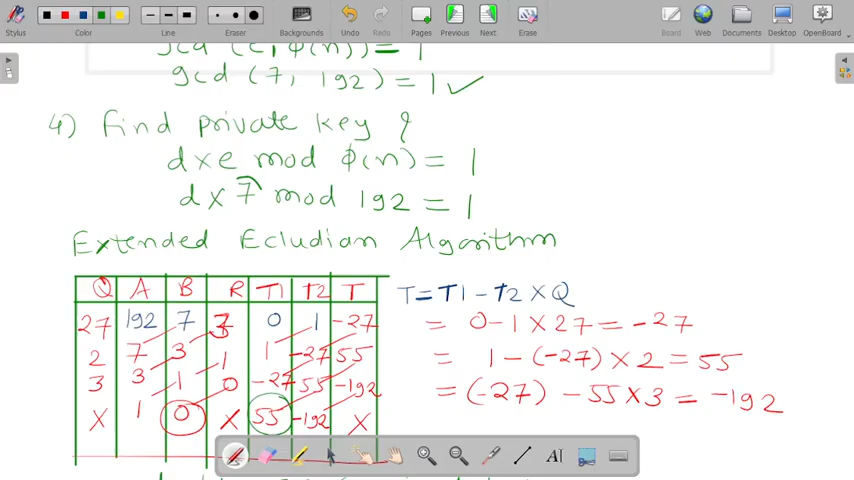 Stylus Color Line Eraser Backgrounds Undo Redo Pages Previous Next Erase Board Web Documents Desktop OpenBoard
gcd (e, φ(n)) = 1
gcd (7, 192) = 1 ✓
4) find private key ?
d×e mod φ(n) = 1
d×7 mod 192 = 1
Extended Ecludian Algorithm
Q A B R T1 T2 T
27 192 7 3 0 1 -27
2 7 3 1 1 -27 55
3 3 1 0 -27 55 -192
X 1 0 X 55 -192 X
T = T1 - T2 × Q
= 0 - 1 × 27 = -27
= 1 - (-27) × 2 = 55
= (-27) - 55 × 3 = -192